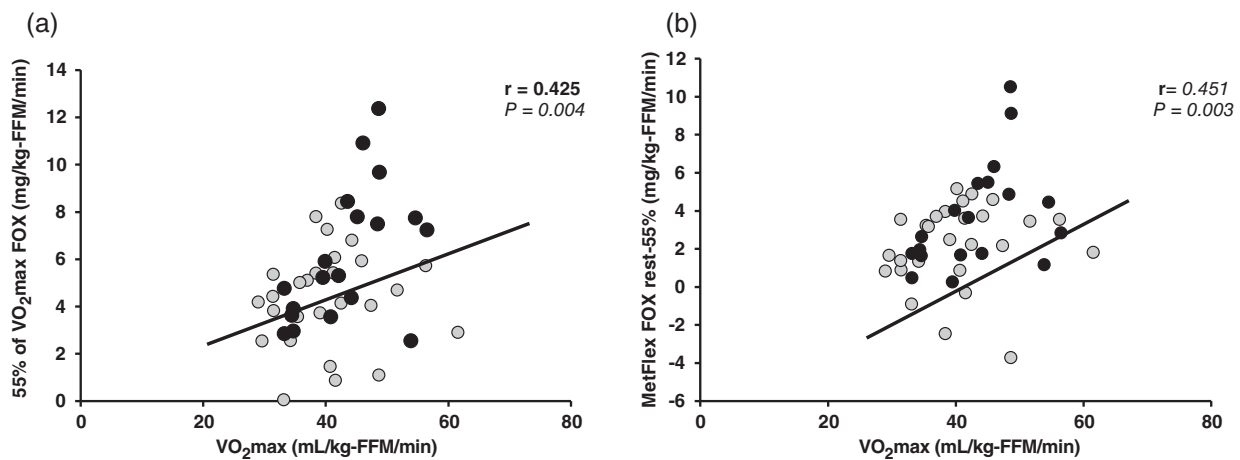 (a)
55% of VO₂max FOX (mg/kg-FFM/min)
14
12
10
8
6
4
2
0
r = 0.425
P = 0.004
0 20 40 60 80
VO₂max (mL/kg-FFM/min)
(b)
MetFlex FOX rest-55% (mg/kg-FFM/min)
12
10
8
6
4
2
0
-2
-4
-6
r= 0.451
P = 0.003
0 20 40 60 80
VO₂max (mL/kg-FFM/min)